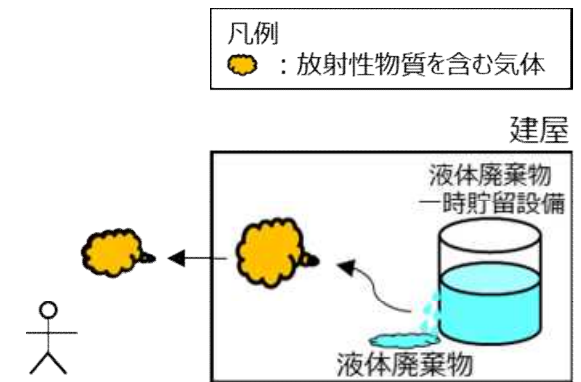 凡例
：放射性物質を含む気体
建屋
液体廃棄物
一時貯留設備
液体廃棄物